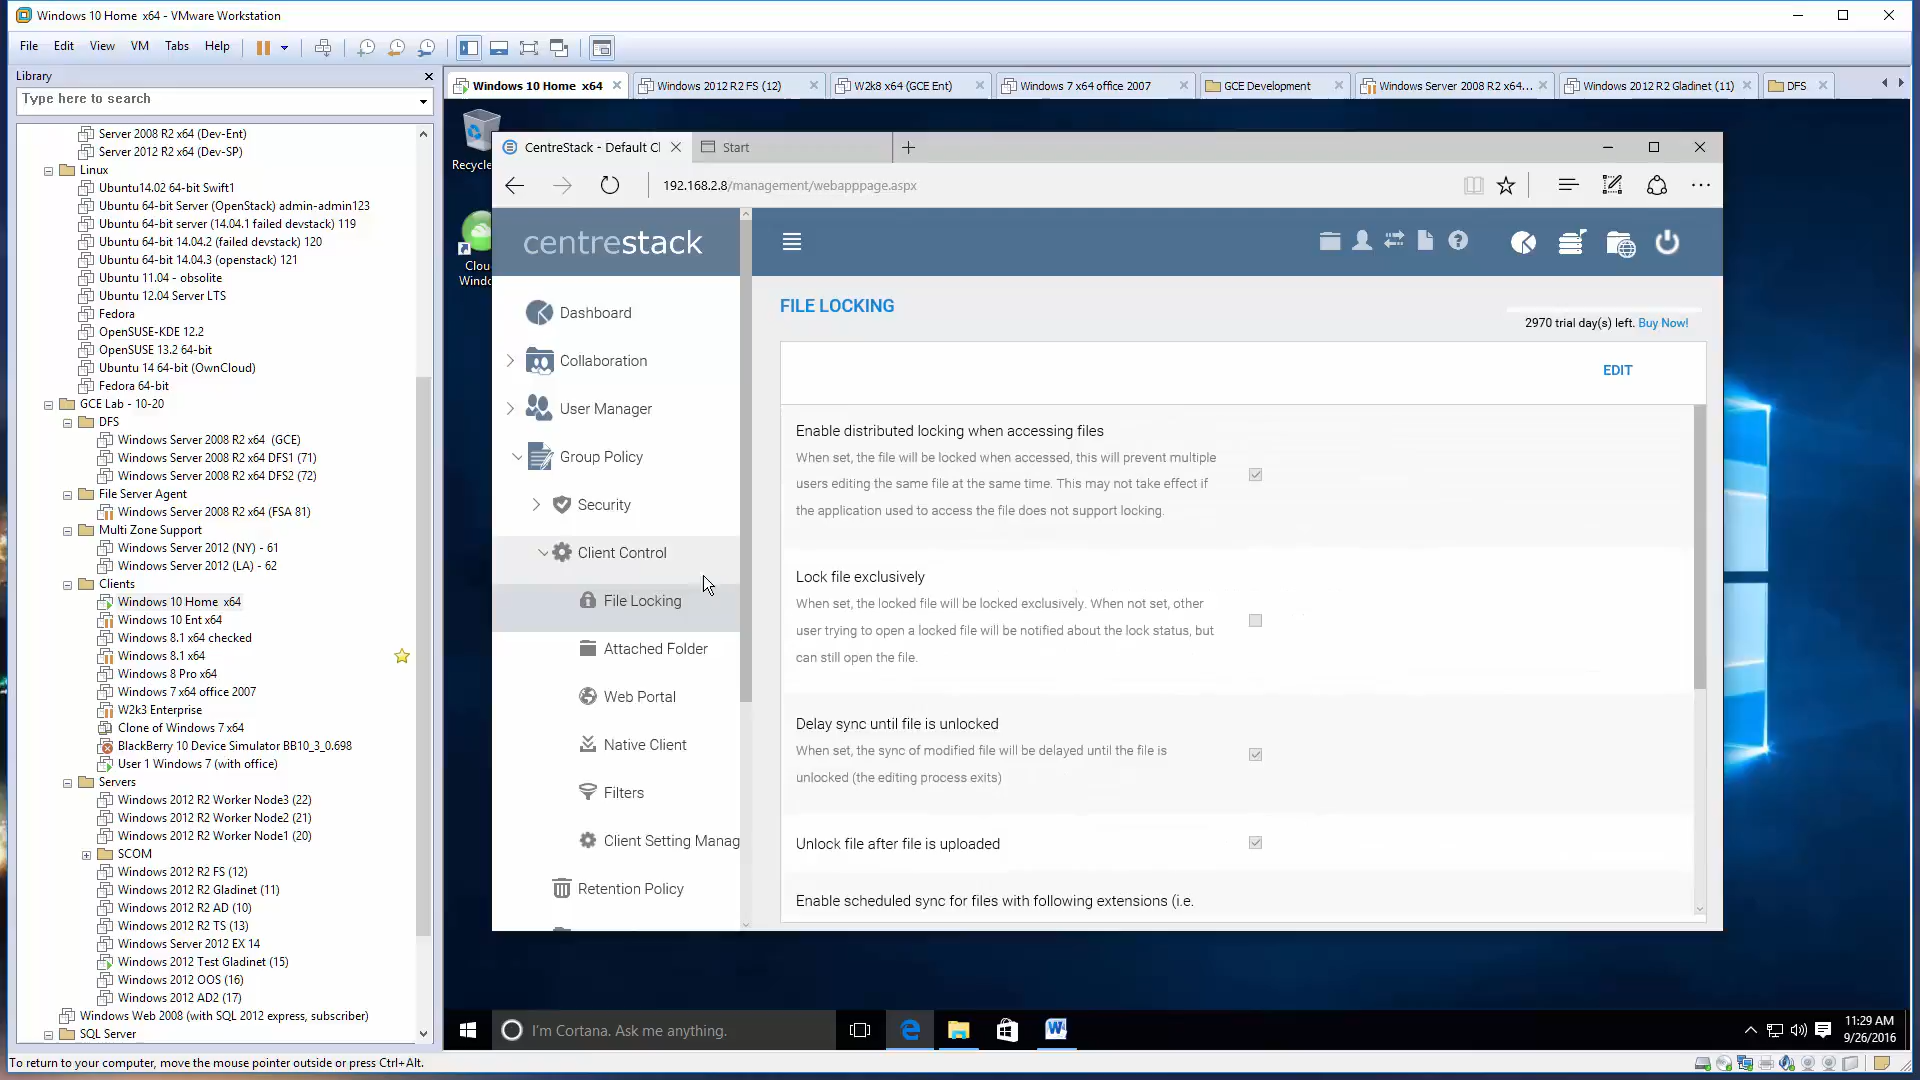 Windows 10 Home  x64 - VMware Workstation
File Edit View VM Tabs Help
Library
Type here to search
Server 2008 R2 x64 (Dev-Ent)
Server 2012 R2 x64 (Dev-SP)
Linux
Ubuntu14.02 64-bit Swift1
Ubuntu 64-bit Server (OpenStack) admin-admin123
Ubuntu 64-bit server (14.04.1 failed devstack) 119
Ubuntu 64-bit 14.04.2 (failed devstack) 120
Ubuntu 64-bit 14.04.3 (openstack) 121
Ubuntu 11.04 - obsolite
Ubuntu 12.04 Server LTS
Fedora
OpenSUSE-KDE 12.2
OpenSUSE 13.2 64-bit
Ubuntu 14 64-bit (OwnCloud)
Fedora 64-bit
GCE Lab - 10-20
DFS
Windows Server 2008 R2 x64  (GCE)
Windows Server 2008 R2 x64 DFS1 (71)
Windows Server 2008 R2 x64 DFS2 (72)
File Server Agent
Windows Server 2008 R2 x64 (FSA 81)
Multi Zone Support
Windows Server 2012 (NY) - 61
Windows Server 2012 (LA) - 62
Clients
Windows 10 Home  x64
Windows 10 Ent x64
Windows 8.1 x64 checked
Windows 8.1 x64
Windows 8 Pro x64
Windows 7 x64 office 2007
W2k3 Enterprise
Clone of Windows 7 x64
BlackBerry 10 Device Simulator BB10_3_0.698
User 1 Windows 7 (with office)
Servers
Windows 2012 R2 Worker Node3 (22)
Windows 2012 R2 Worker Node2 (21)
Windows 2012 R2 Worker Node1 (20)
SCOM
Windows 2012 R2 FS (12)
Windows 2012 R2 Gladinet (11)
Windows 2012 R2 AD (10)
Windows 2012 R2 TS (13)
Windows Server 2012 EX 14
Windows 2012 Test Gladinet (15)
Windows 2012 OOS (16)
Windows 2012 AD2 (17)
Windows Web 2008 (with SQL 2012 express, subscriber)
SQL Server
To return to your computer, move the mouse pointer outside or press Ctrl+Alt.
Windows 10 Home  x64 Windows 2012 R2 FS (12) W2k8 x64 (GCE Ent) Windows 7 x64 office 2007 GCE Development Windows Server 2008 R2 x64... Windows 2012 R2 Gladinet (11) DFS
Recycle
Clou
Windo
CentreStack - Default Cl Start
192.168.2.8/management/webapppage.aspx
centrestack
Dashboard
Collaboration
User Manager
Group Policy
Security
Client Control
File Locking
Attached Folder
Web Portal
Native Client
Filters
Client Setting Manag
Retention Policy
FILE LOCKING
2970 trial day(s) left. Buy Now!
EDIT
Enable distributed locking when accessing files
When set, the file will be locked when accessed, this will prevent multiple
users editing the same file at the same time. This may not take effect if
the application used to access the file does not support locking.
Lock file exclusively
When set, the locked file will be locked exclusively. When not set, other
user trying to open a locked file will be notified about the lock status, but
can still open the file.
Delay sync until file is unlocked
When set, the sync of modified file will be delayed until the file is
unlocked (the editing process exits)
Unlock file after file is uploaded
Enable scheduled sync for files with following extensions (i.e.
I'm Cortana. Ask me anything.
11:29 AM
9/26/2016